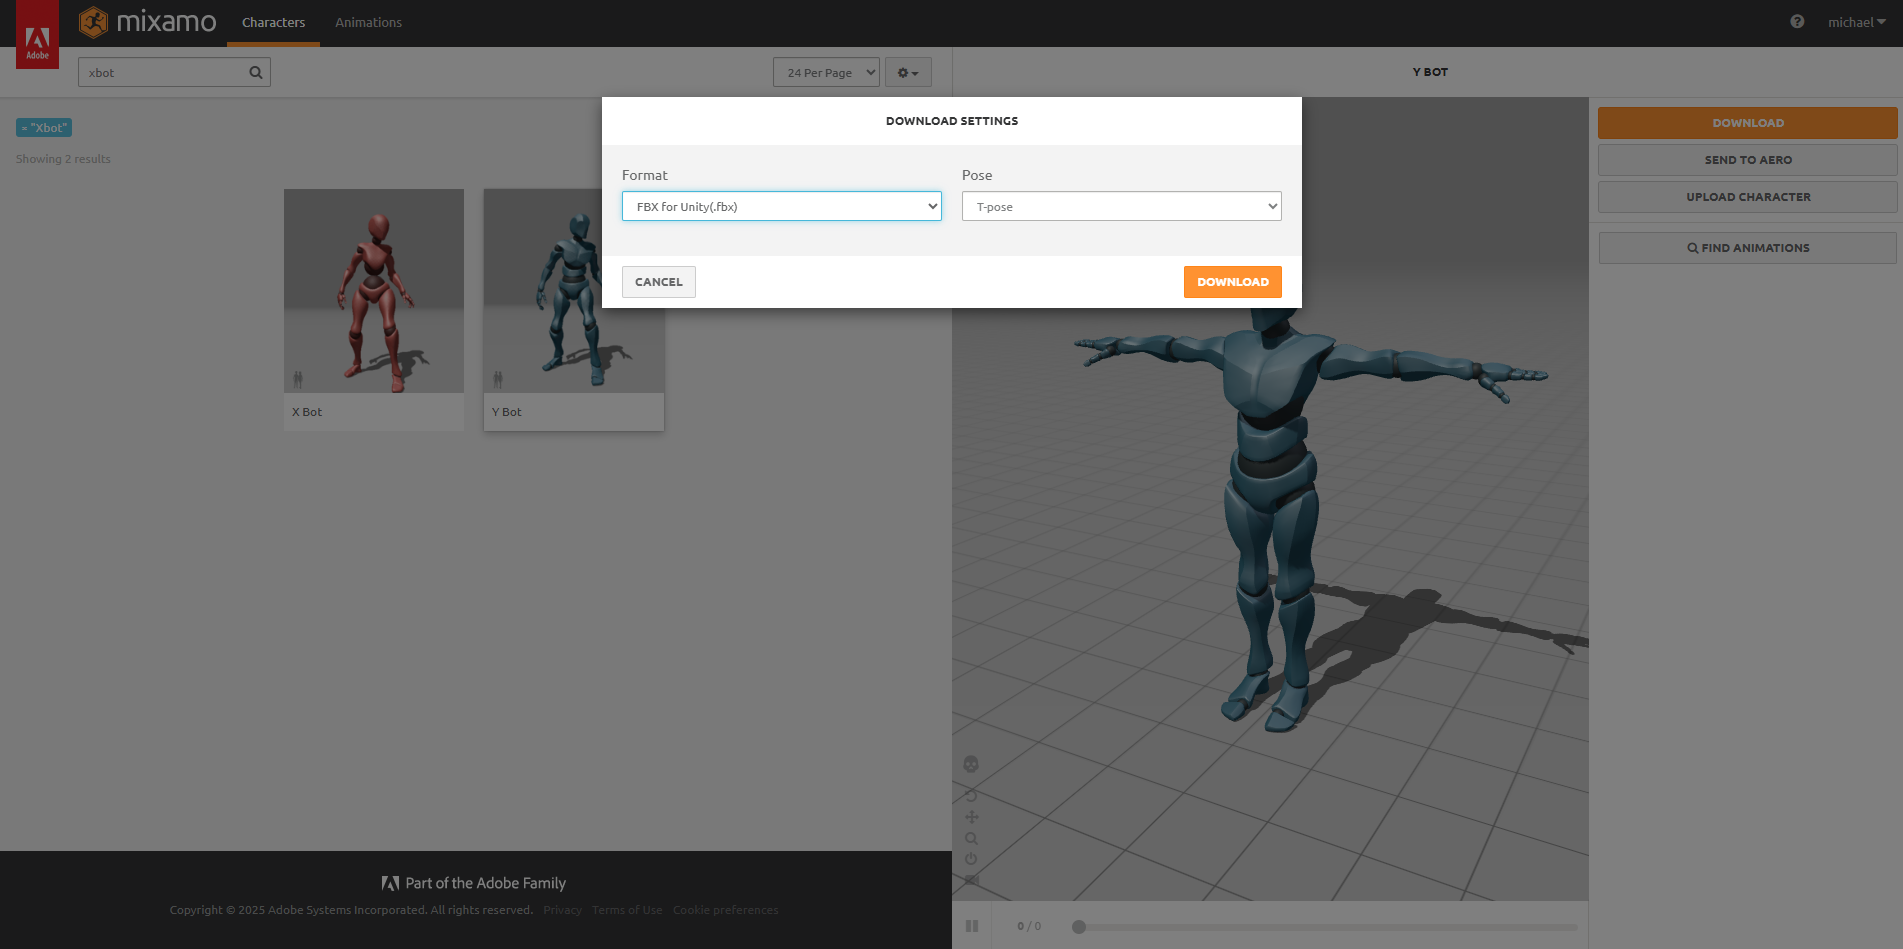 Adobe
mixamo
Characters
Animations
michael
xbot
24 Per Page
Y BOT
× "Xbot"
Showing 2 results
X Bot
Y Bot
DOWNLOAD SETTINGS
Format
Pose
FBX for Unity(.fbx)
T-pose
CANCEL
DOWNLOAD
DOWNLOAD
SEND TO AERO
UPLOAD CHARACTER
FIND ANIMATIONS
Part of the Adobe Family
Copyright © 2025 Adobe Systems Incorporated. All rights reserved. Privacy Terms of Use Cookie preferences
0 / 0